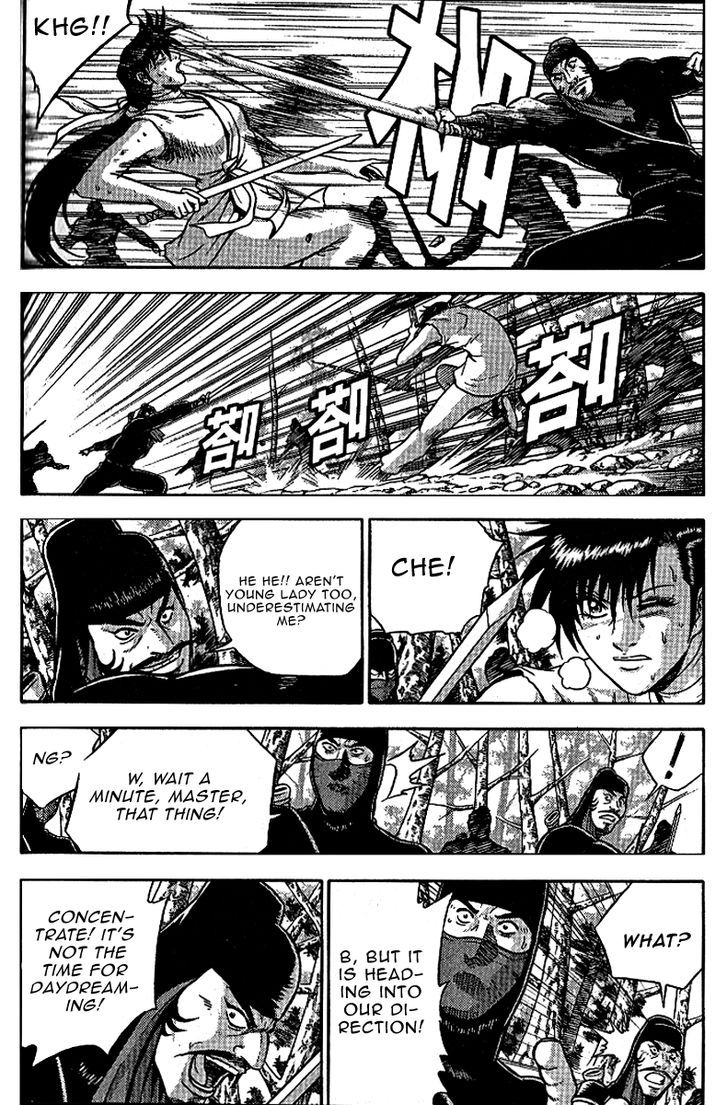 KHG!!
CHE!
HE HE!! AREN'T
YOUNG LADY TOO,
UNDERESTIMATING
ME?
!
W, WAIT A
MINUTE, MASTER,
THAT THING!
NG?
WHAT?
B, BUT IT
IS HEAD-
ING INTO
OUR DI-
RECTION!
CONCEN-
TRATE! IT'S
NOT THE
TIME FOR
DAYDREAM-
ING!